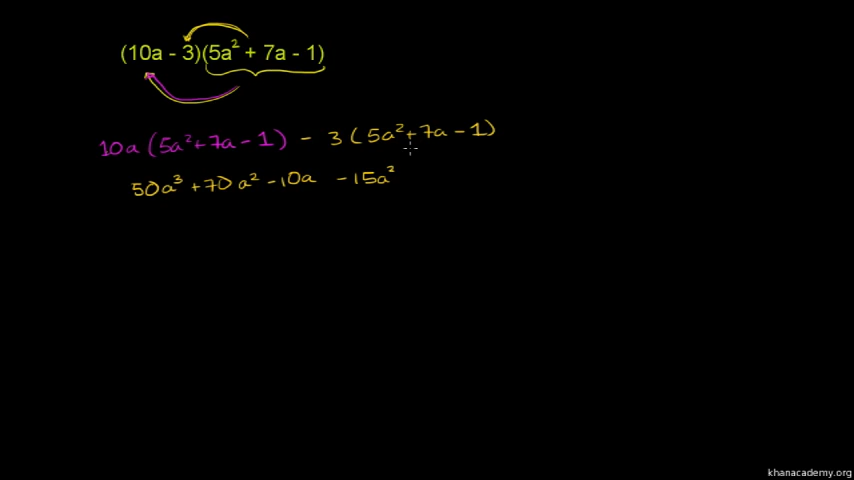 (10a - 3)(5a² + 7a - 1)
10a (5a² + 7a - 1) - 3 (5a² + 7a - 1)
50a³ + 70a² - 10a - 15a²
khanacademy.org